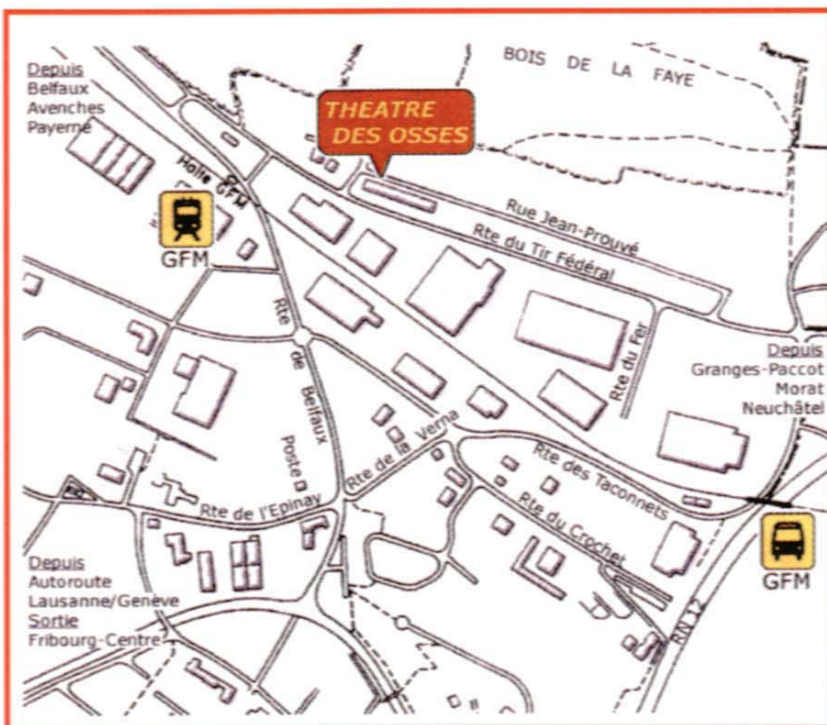 Depuis
Belfaux
Avenches
Payerne
BOIS DE LA FAYE
THEATRE
DES OSSES
Halte GFM
GFM
Rue Jean-Prouvé
Rte du Tir Fédéral
Rte de Belfaux
Rte du Fer
Depuis
Granges-Paccot
Morat
Neuchâtel
Poste
Rte de la Verna
Rte des Taconnets
Rte de l'Epinay
Rte du Crochet
GFM
RN 12
Depuis
Autoroute
Lausanne/Genève
Sortie
Fribourg-Centre